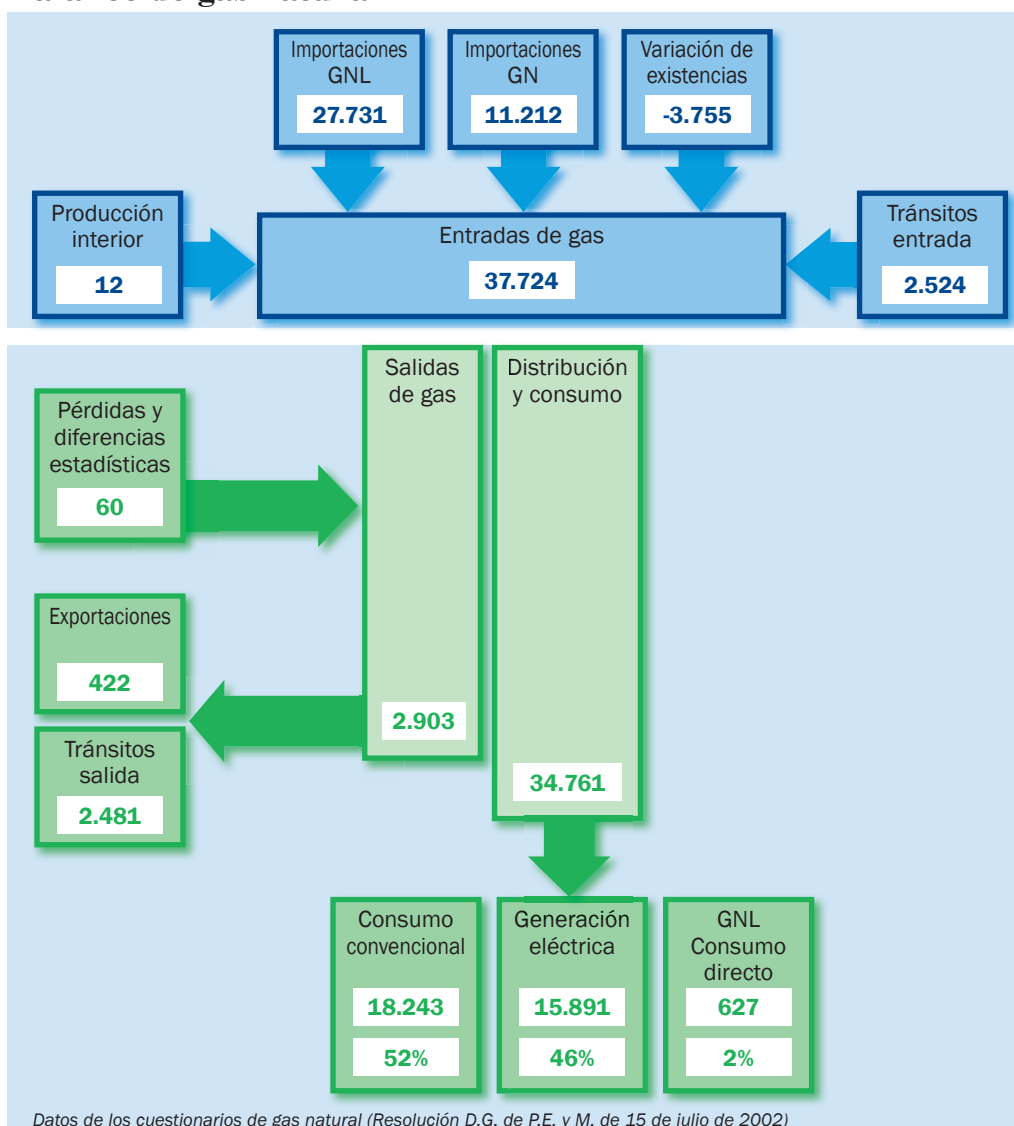 Importaciones
GNL
27.731
Importaciones
GN
11.212
Variación de
existencias
-3.755
Producción
interior
12
Entradas de gas
37.724
Tránsitos
entrada
2.524
Salidas
de gas
2.903
Distribución
y consumo
34.761
Pérdidas y
diferencias
estadísticas
60
Exportaciones
422
Tránsitos
salida
2.481
Consumo
convencional
18.243
52%
Generación
eléctrica
15.891
46%
GNL
Consumo
directo
627
2%
Datos de los cuestionarios de gas natural (Resolución D.G. de P.E. y M. de 15 de julio de 2002)